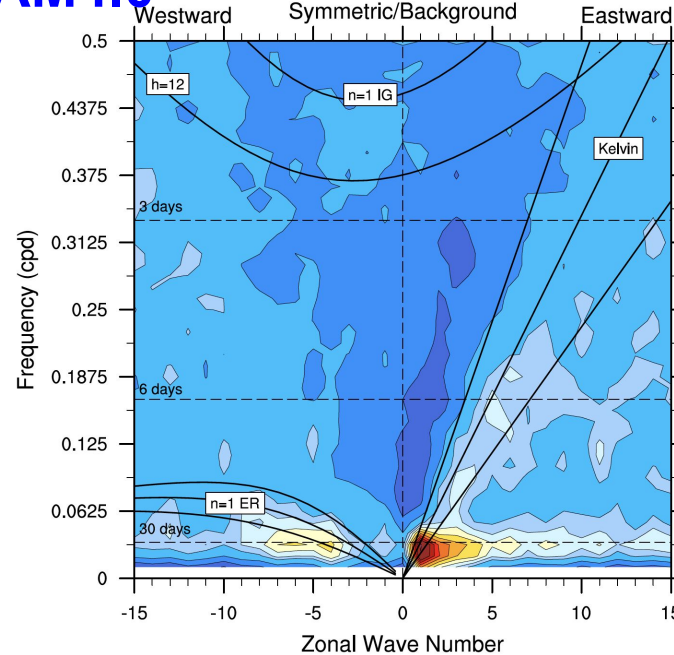 Westward Symmetric/Background Eastward
0.5
h=12
n=1 IG
0.4375
Kelvin
0.375
3 days
0.3125
Frequency (cpd)
0.25
0.1875
6 days
0.125
n=1 ER
0.0625
30 days
0
-15 -10 -5 0 5 10 15
Zonal Wave Number